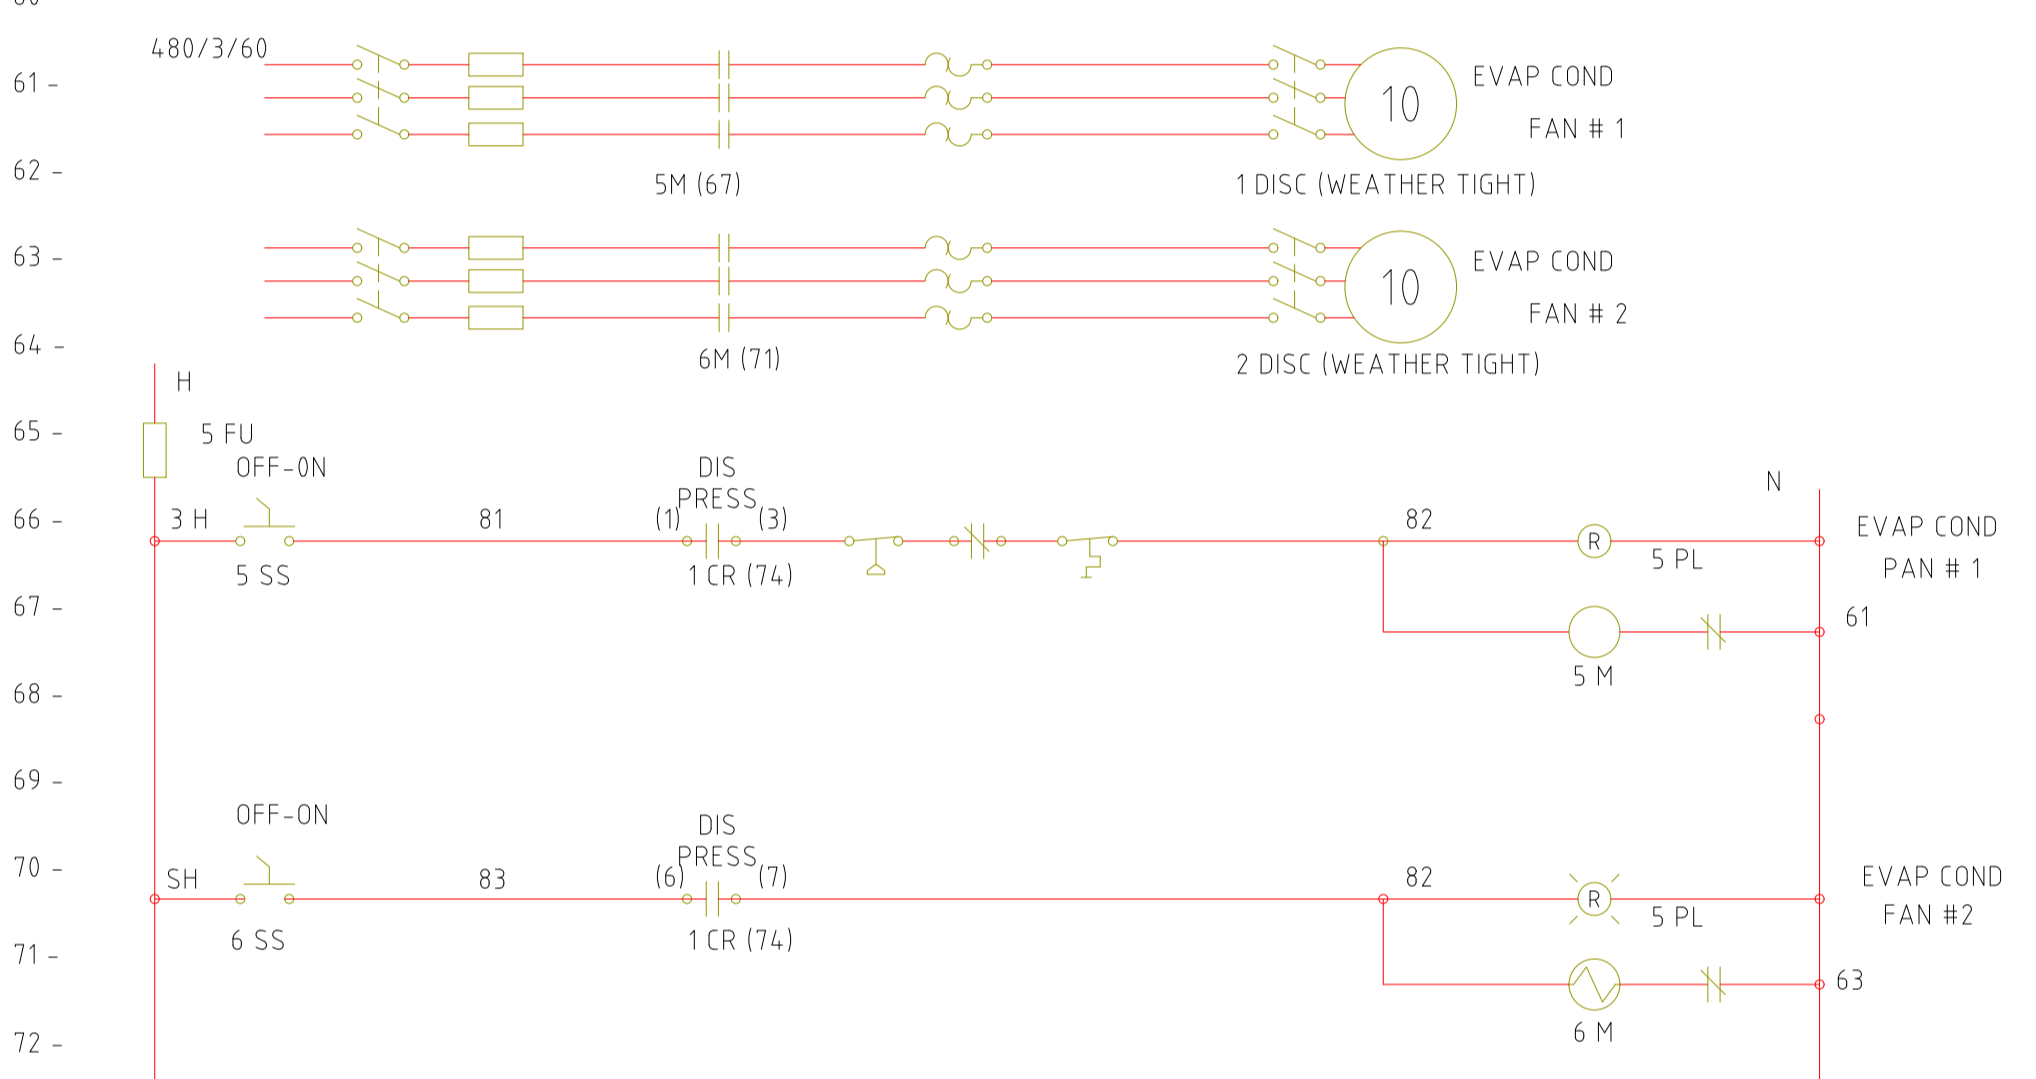 480/3/60
61 -
EVAP COND
10
FAN # 1
62 -
5M (67)
1 DISC (WEATHER TIGHT)
63 -
EVAP COND
10
FAN # 2
64 -
6M (71)
2 DISC (WEATHER TIGHT)
H
65 -
5 FU
OFF-0N
DIS
PRESS
N
66 -
3 H
81
(1)
(3)
82
R
5 PL
EVAP COND
PAN # 1
5 SS
1 CR (74)
67 -
61
5 M
68 -
69 -
OFF-ON
DIS
PRESS
70 -
SH
83
(6)
(7)
82
R
5 PL
EVAP COND
FAN #2
6 SS
1 CR (74)
71 -
63
6 M
72 -